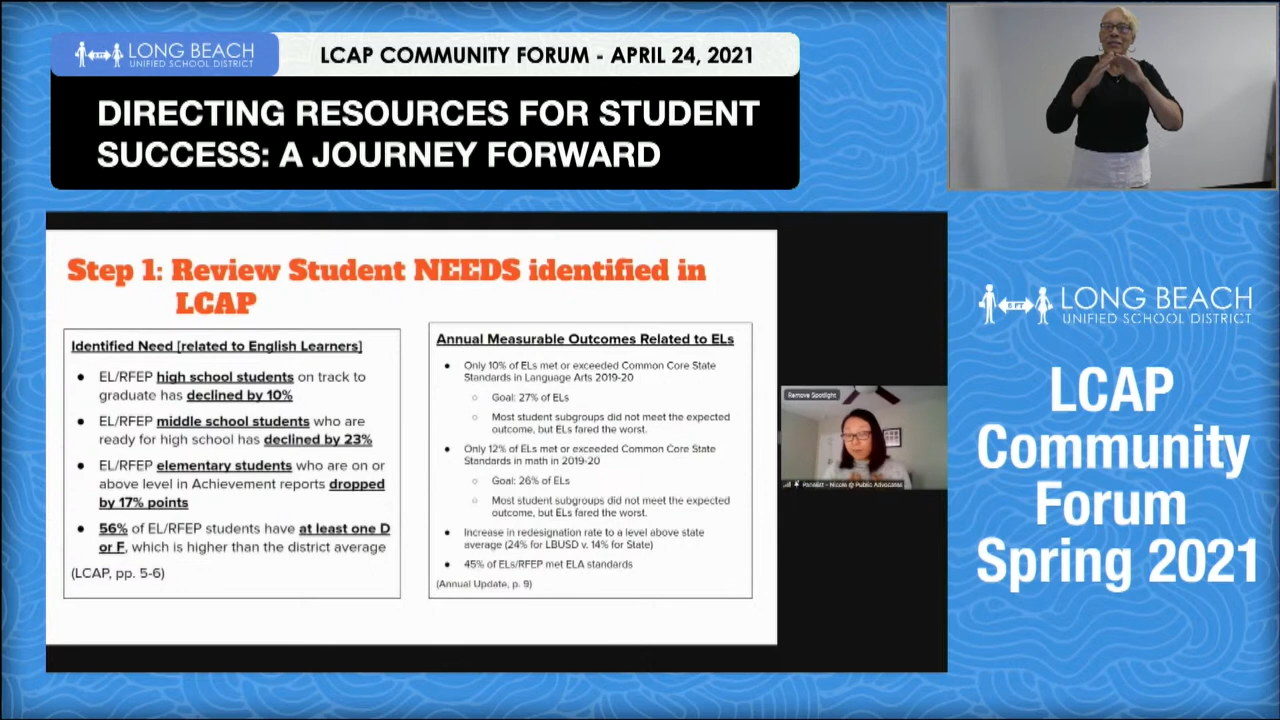 LONG BEACH
UNIFIED SCHOOL DISTRICT
LCAP COMMUNITY FORUM - APRIL 24, 2021
DIRECTING RESOURCES FOR STUDENT
SUCCESS: A JOURNEY FORWARD
Step 1: Review Student NEEDS identified in
LCAP
Identified Need [related to English Learners]
● EL/RFEP high school students on track to
graduate has declined by 10%
● EL/RFEP middle school students who are
ready for high school has declined by 23%
● EL/RFEP elementary students who are on or
above level in Achievement reports dropped
by 17% points
● 56% of EL/RFEP students have at least one D
or F, which is higher than the district average
(LCAP, pp. 5-6)
Annual Measurable Outcomes Related to ELs
● Only 10% of ELs met or exceeded Common Core State
Standards in Language Arts 2019-20
○ Goal: 27% of ELs
○ Most student subgroups did not meet the expected
outcome, but ELs fared the worst.
● Only 12% of ELs met or exceeded Common Core State
Standards in math in 2019-20
○ Goal: 26% of ELs
○ Most student subgroups did not meet the expected
outcome, but ELs fared the worst.
● Increase in redesignation rate to a level above state
average (24% for LBUSD v. 14% for State)
● 45% of ELs/RFEP met ELA standards
(Annual Update, p. 9)
Remove Spotlight
Panelist - Nicole @ Public Advocates
6 FT
LONG BEACH
UNIFIED SCHOOL DISTRICT
LCAP
Community
Forum
Spring 2021